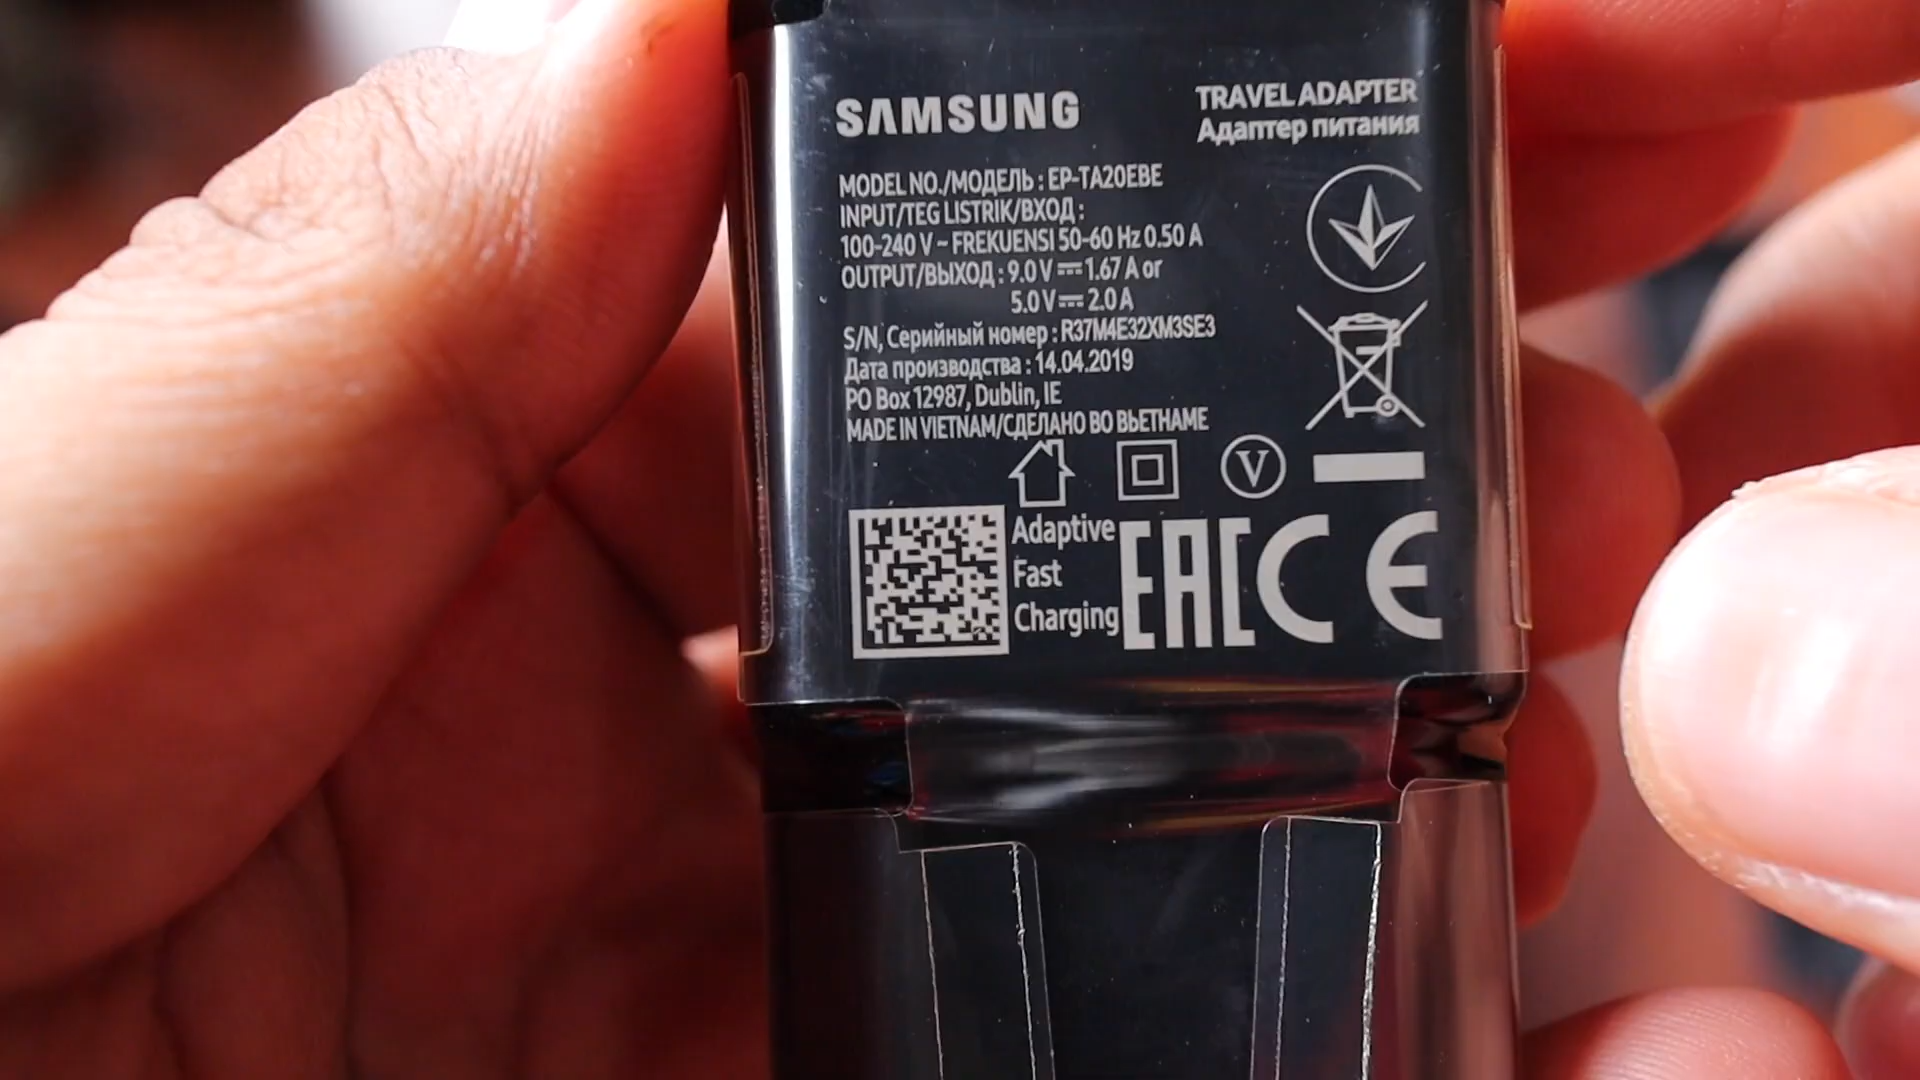 SAMSUNG
TRAVEL ADAPTER
Адаптер питания
MODEL NO./МОДЕЛЬ : EP-TA20EBE
INPUT/TEG LISTRIK/ВХОД :
100-240 V ~ FREKUENSI 50-60 Hz 0.50 A
OUTPUT/ВЫХОД : 9.0 V ⎓ 1.67 A or
5.0 V ⎓ 2.0 A
S/N, Серийный номер : R37M4E32XM3SE3
Дата производства : 14.04.2019
PO Box 12987, Dublin, IE
MADE IN VIETNAM/СДЕЛАНО ВО ВЬЕТНАМЕ
V
Adaptive
Fast
Charging
EAC CE